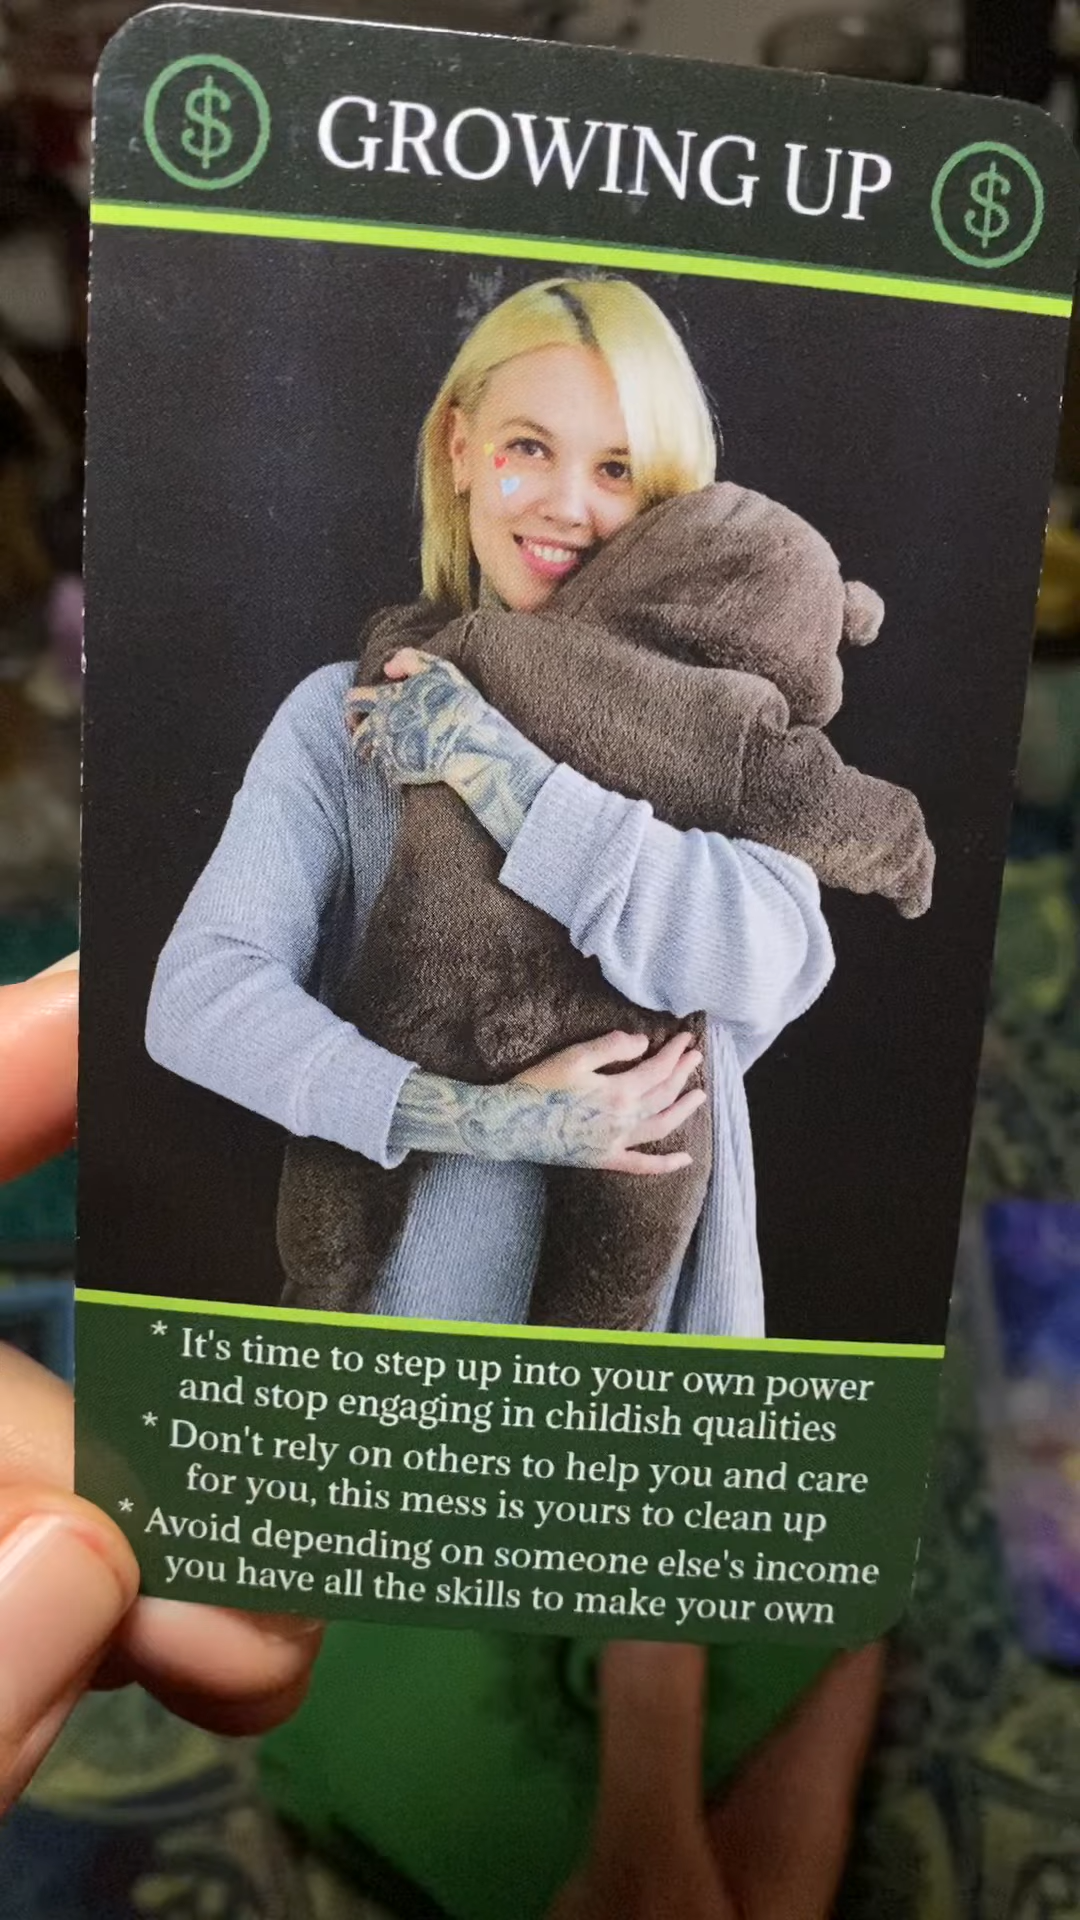 $ GROWING UP $
* It's time to step up into your own power
and stop engaging in childish qualities
* Don't rely on others to help you and care
for you, this mess is yours to clean up
* Avoid depending on someone else's income
you have all the skills to make your own